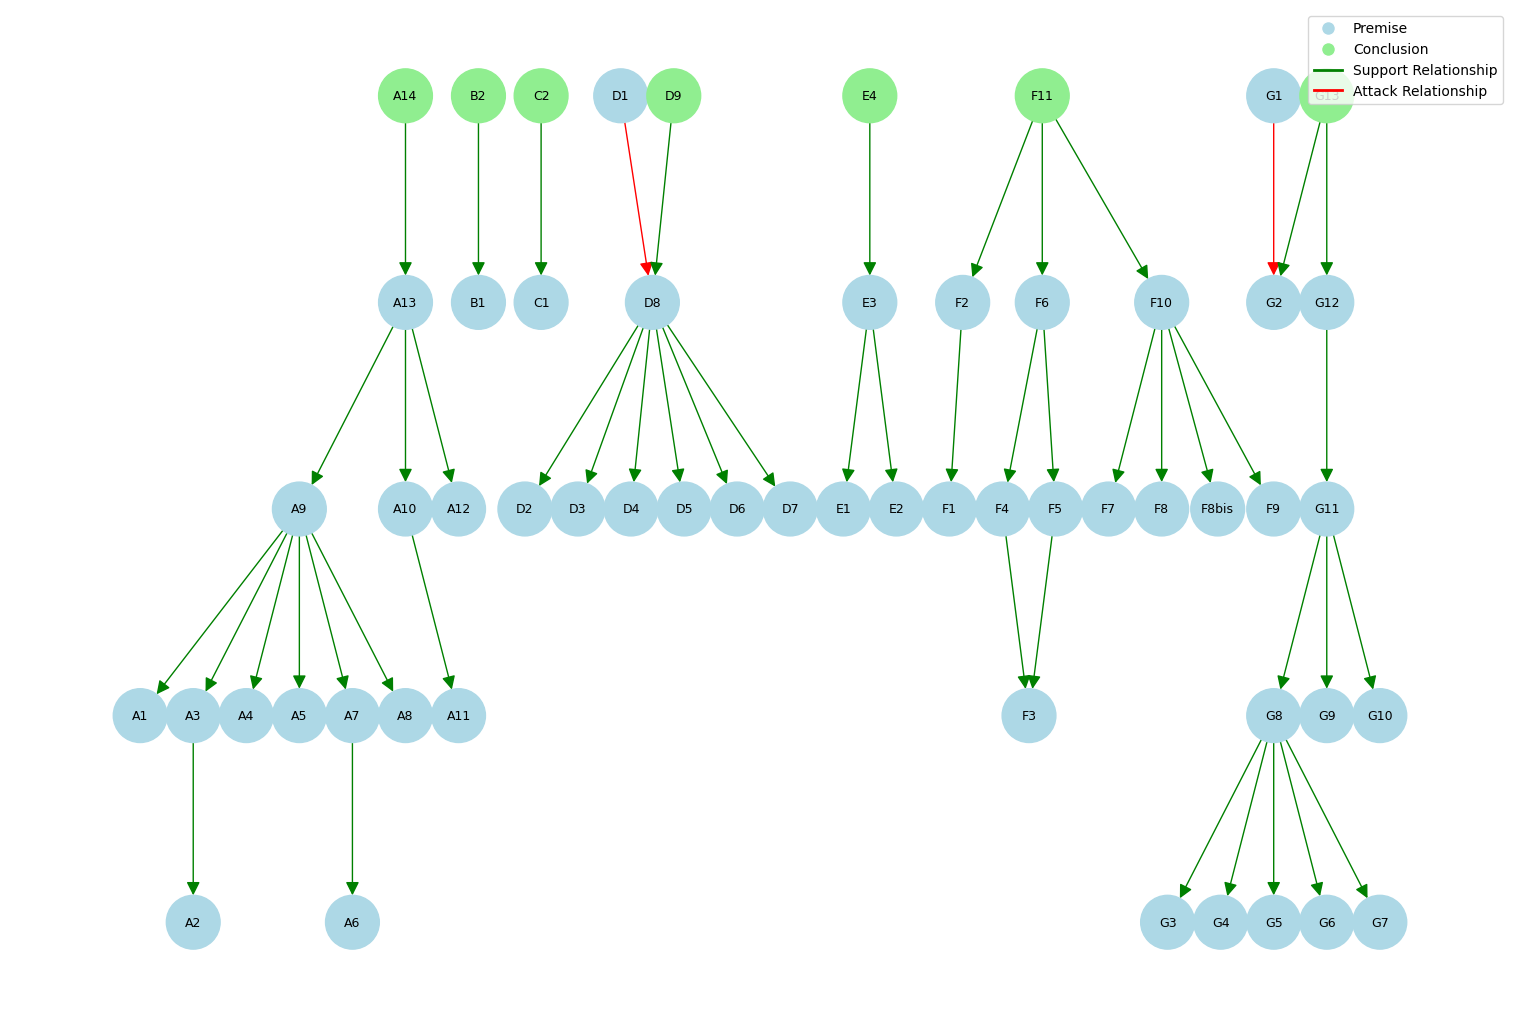 Premise
Conclusion
Support Relationship
Attack Relationship
A14
B2
C2
D1
D9
E4
F11
G1
G13
A13
B1
C1
D8
E3
F2
F6
F10
G2
G12
A9
A10
A12
D2
D3
D4
D5
D6
D7
E1
E2
F1
F4
F5
F7
F8
F8bis
F9
G11
A1
A3
A4
A5
A7
A8
A11
F3
G8
G9
G10
A2
A6
G3
G4
G5
G6
G7